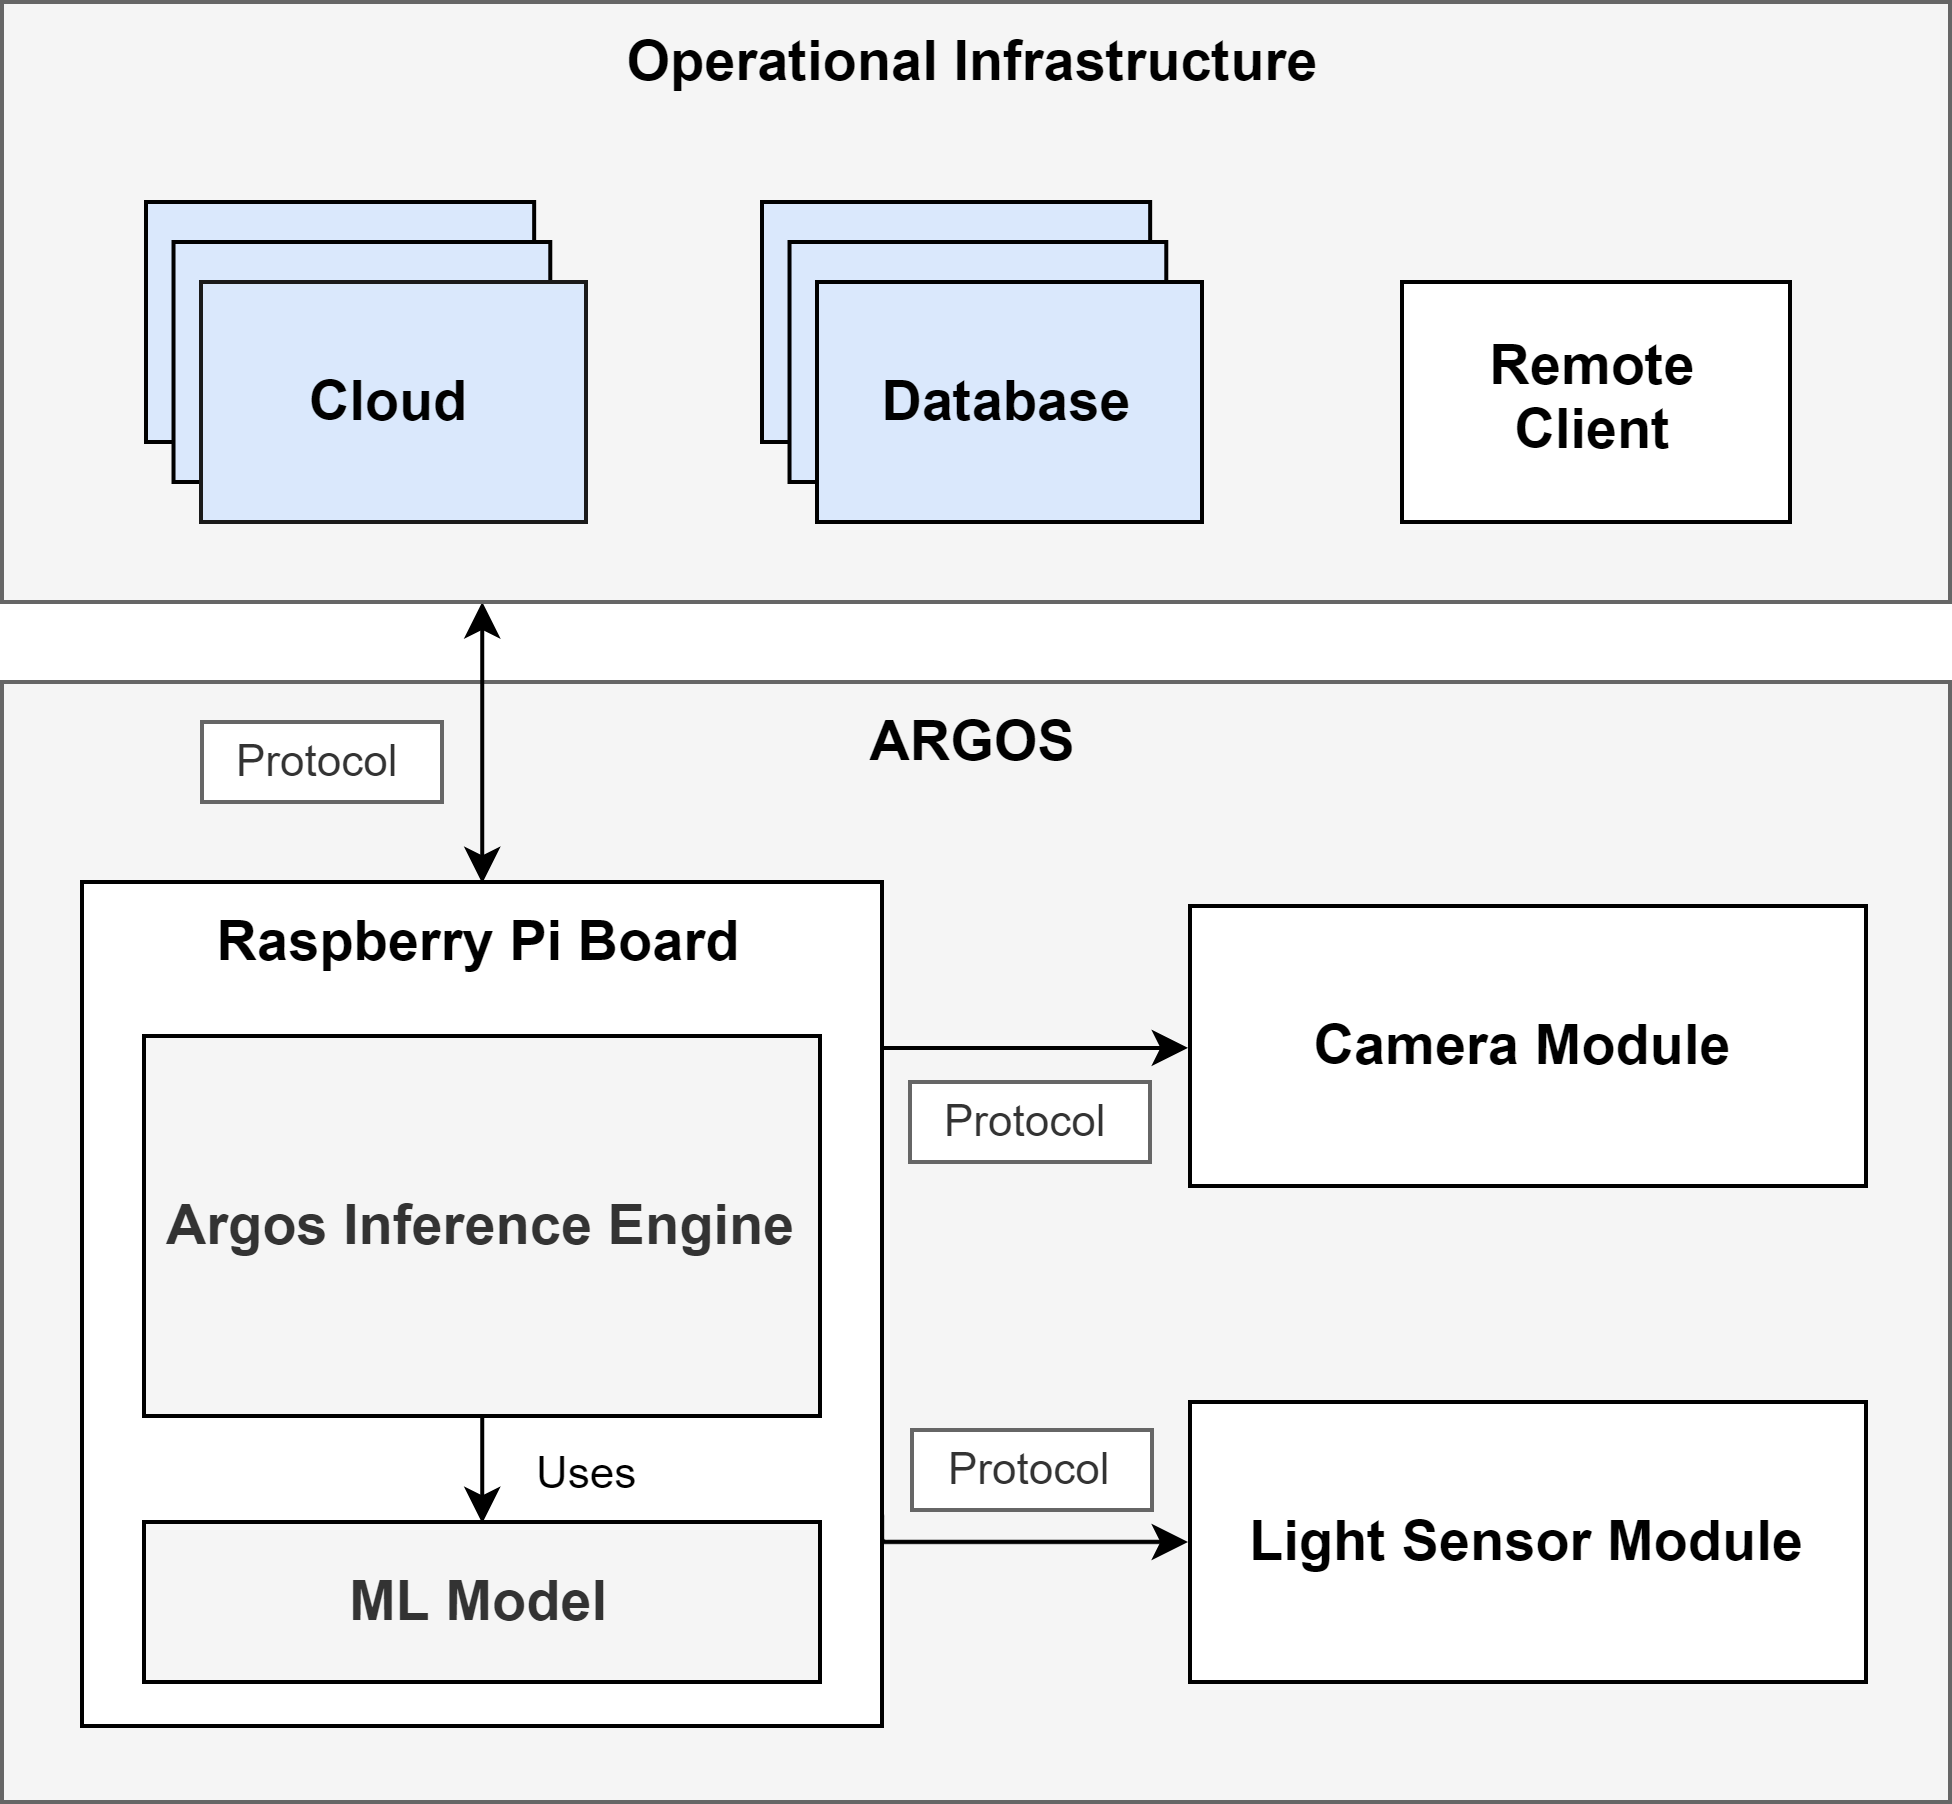 Operational Infrastructure
Cloud
Database
Remote
Client
Protocol
ARGOS
Raspberry Pi Board
Argos Inference Engine
Uses
ML Model
Protocol
Camera Module
Protocol
Light Sensor Module